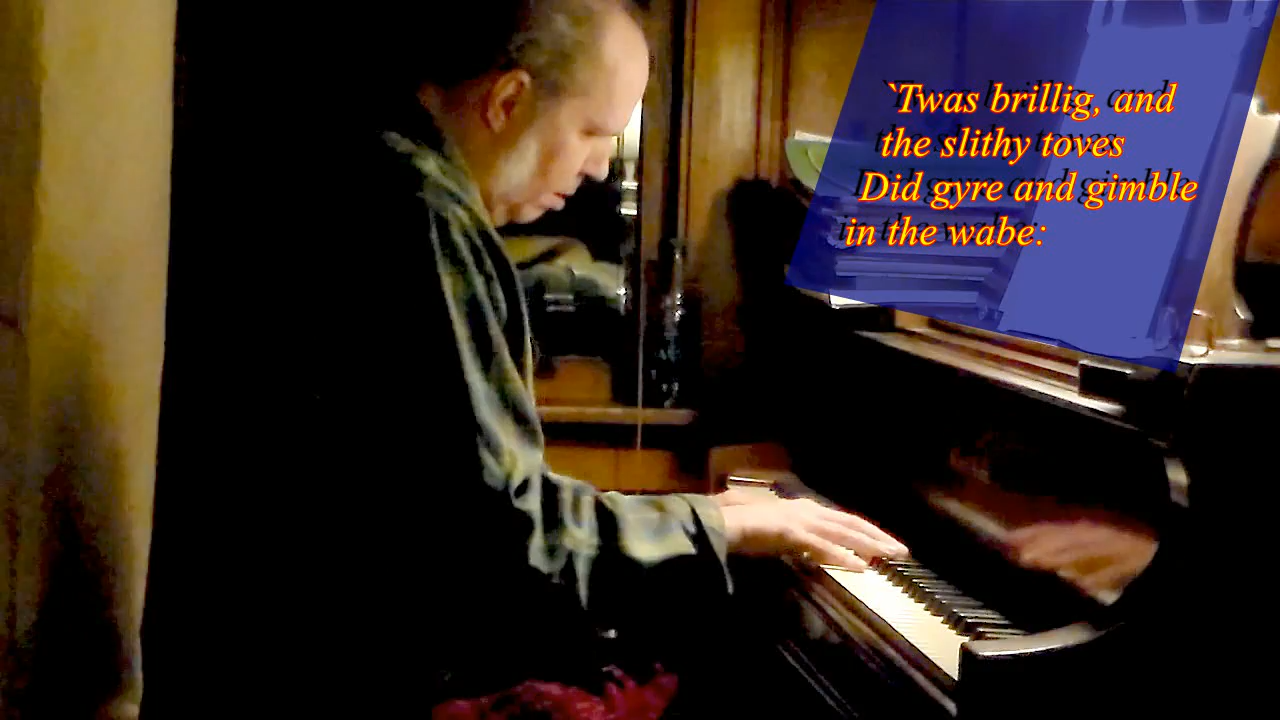 `Twas brillig, and
the slithy toves
Did gyre and gimble
in the wabe: